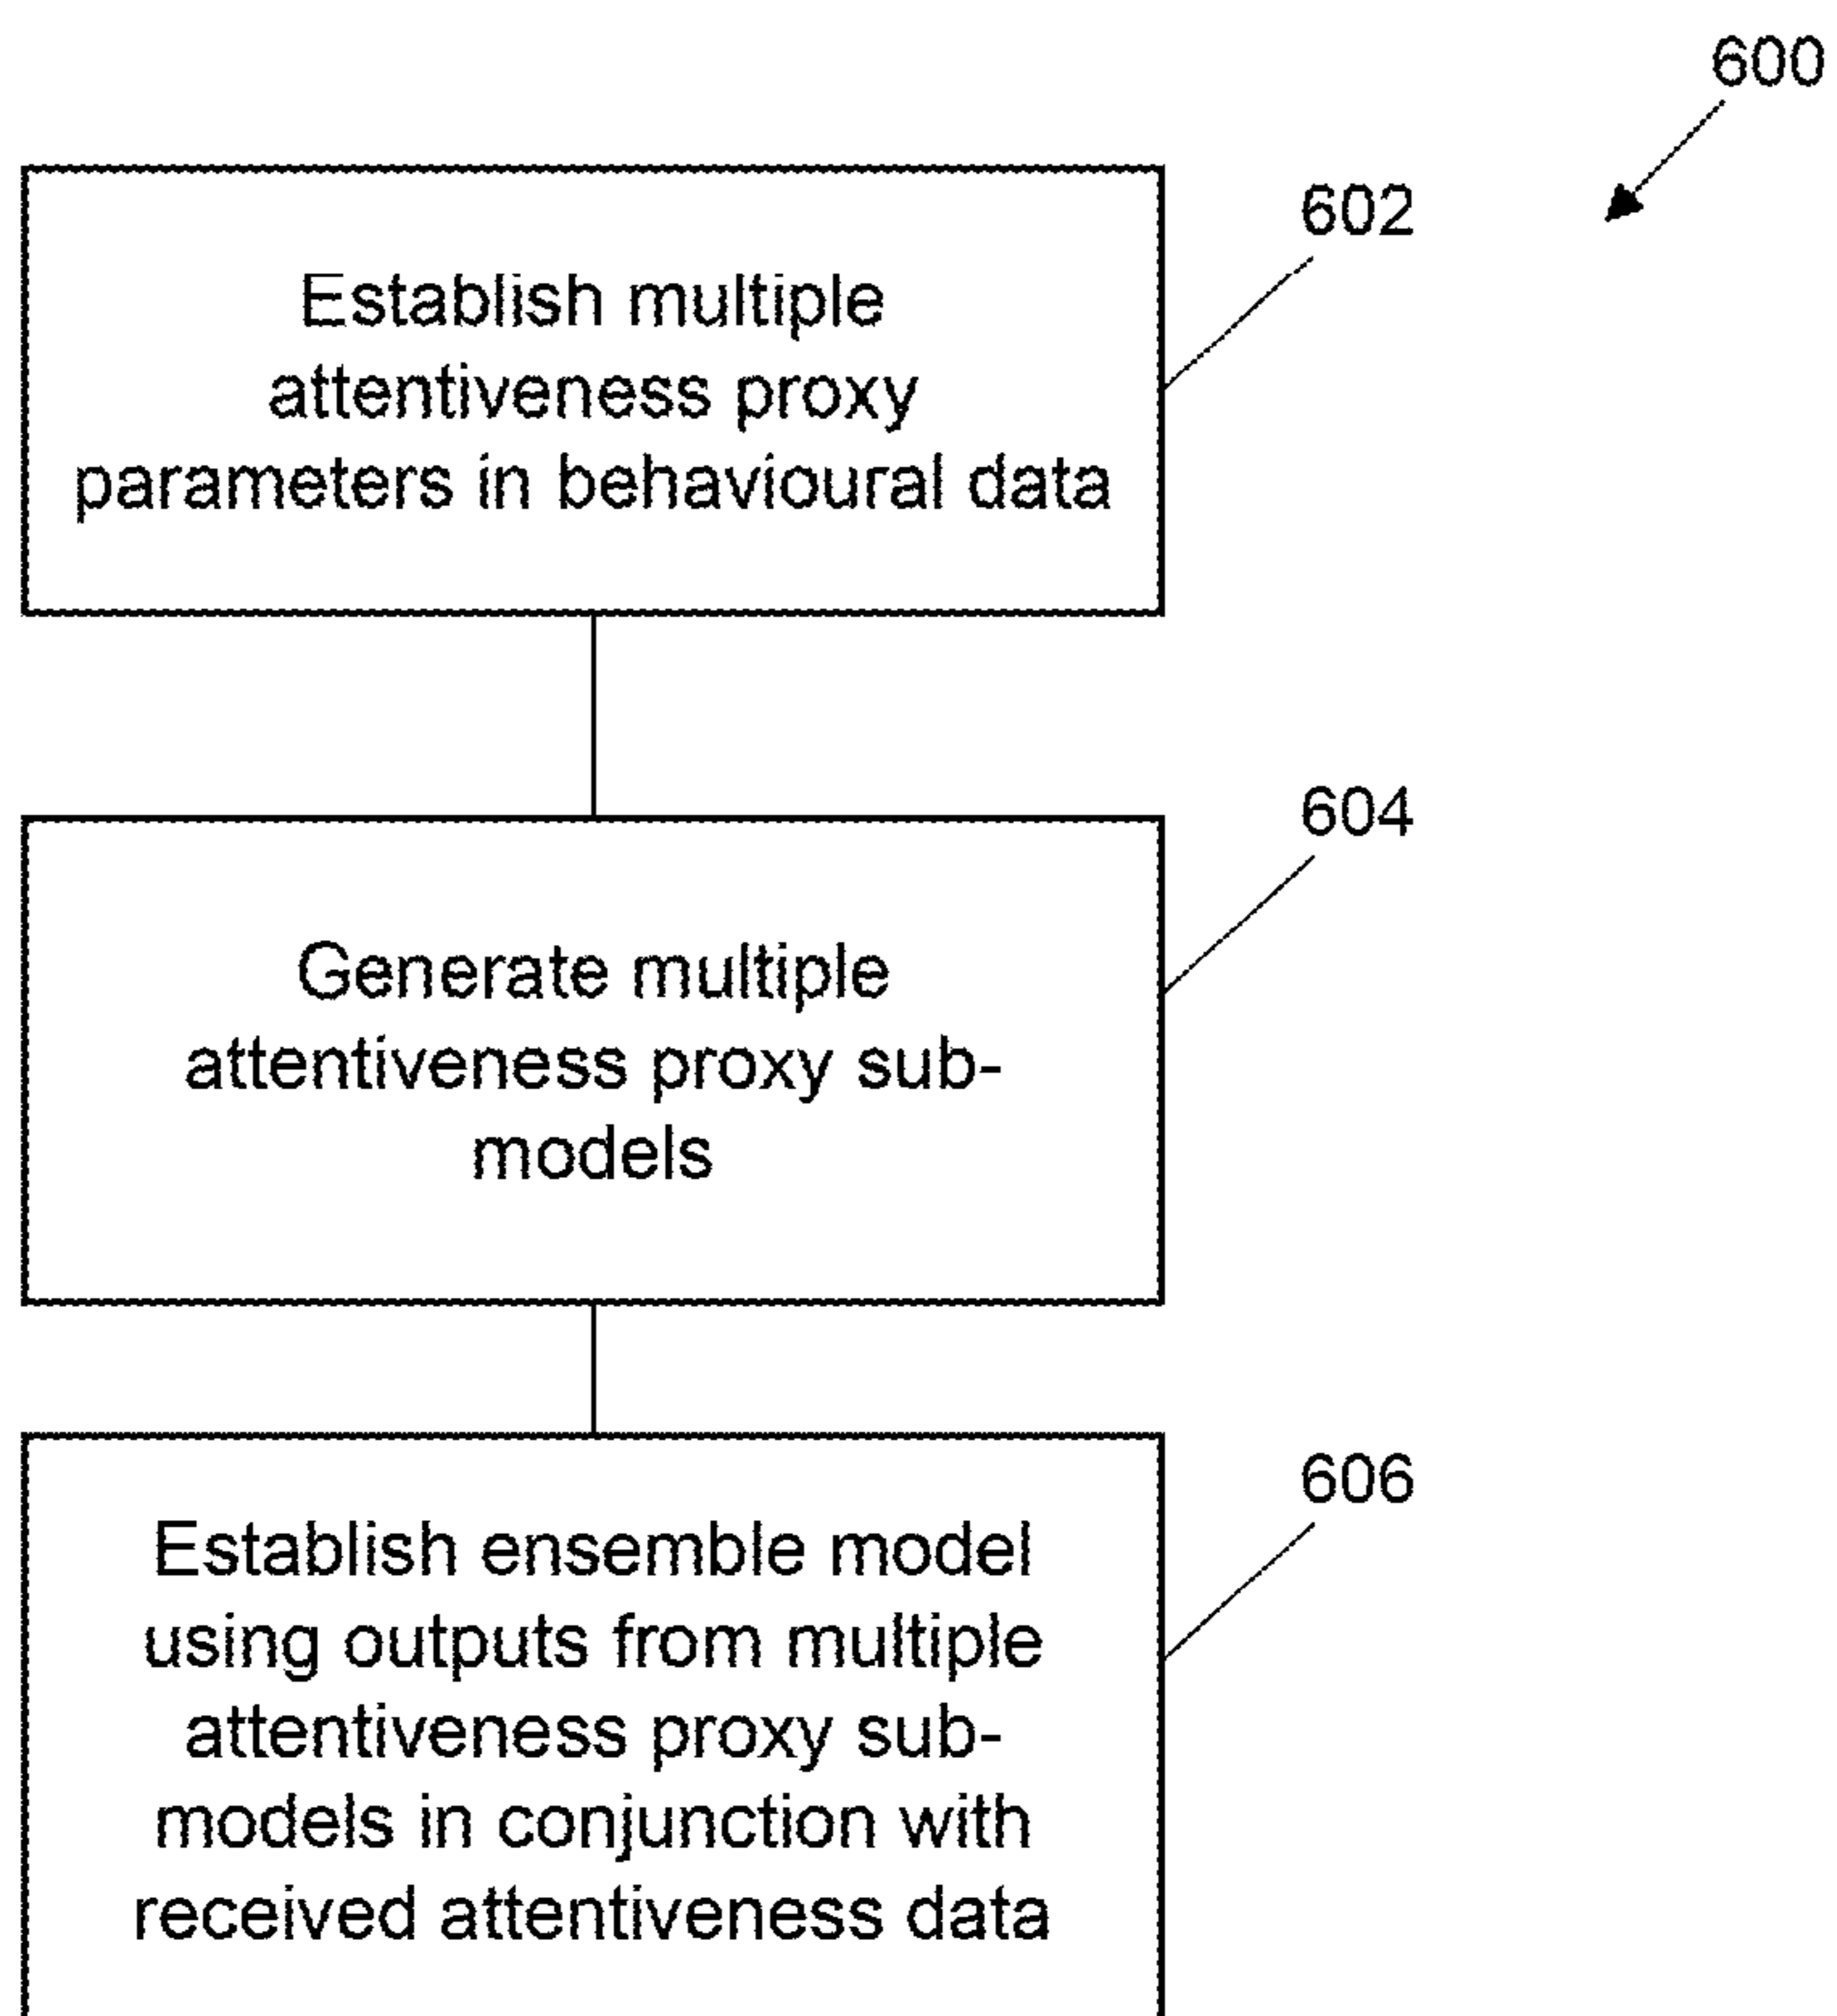 600
602
Establish multiple
attentiveness proxy
parameters in behavioural data
604
Generate multiple
attentiveness proxy sub-
models
606
Establish ensemble model
using outputs from multiple
attentiveness proxy sub-
models in conjunction with
received attentiveness data